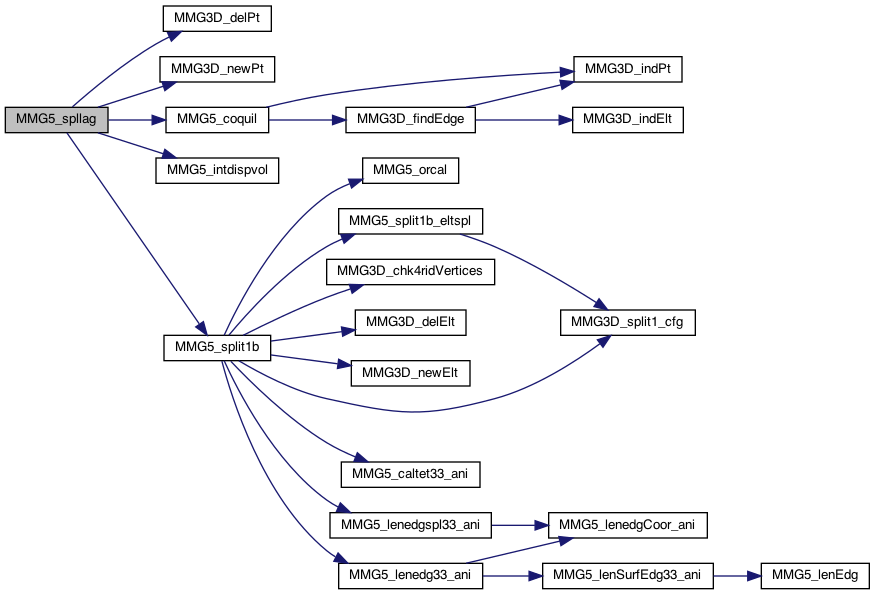 MMG3D_delPt
MMG3D_newPt
MMG3D_indPt
MMG5_spllag
MMG5_coquil
MMG3D_findEdge
MMG3D_indElt
MMG5_intdispvol
MMG5_orcal
MMG5_split1b_eltspl
MMG3D_chk4ridVertices
MMG3D_delElt
MMG3D_split1_cfg
MMG5_split1b
MMG3D_newElt
MMG5_caltet33_ani
MMG5_lenedgspl33_ani
MMG5_lenedgCoor_ani
MMG5_lenedg33_ani
MMG5_lenSurfEdg33_ani
MMG5_lenEdg